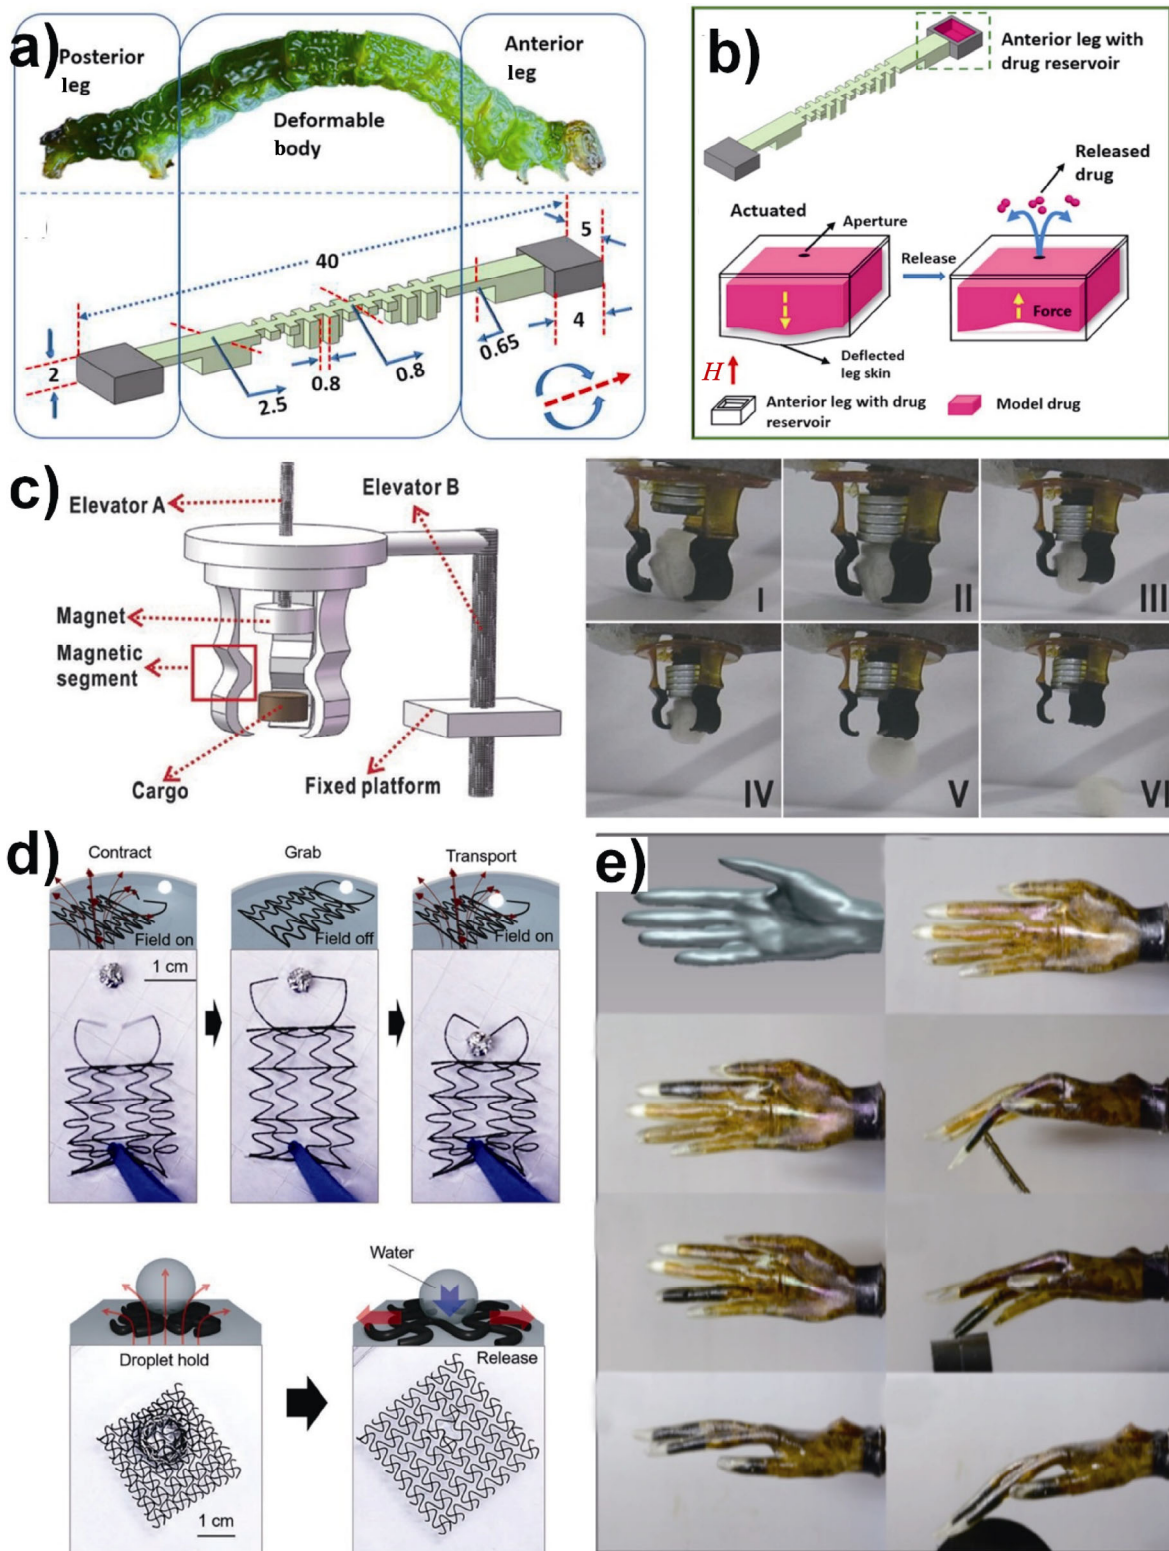 a)
Posterior
leg
Anterior
leg
Deformable
body
40
5
2
2.5
0.8
0.8
0.65
4
b)
Anterior leg with
drug reservoir
Released
drug
Actuated
Aperture
Release
Force
Deflected
leg skin
H
Anterior leg with drug
reservoir
Model drug
c)
Elevator A
Elevator B
Magnet
Magnetic
segment
Cargo
Fixed platform
I
II
III
IV
V
VI
d)
Contract
Grab
Transport
Field on
Field off
Field on
1 cm
Water
Droplet hold
Release
1 cm
e)